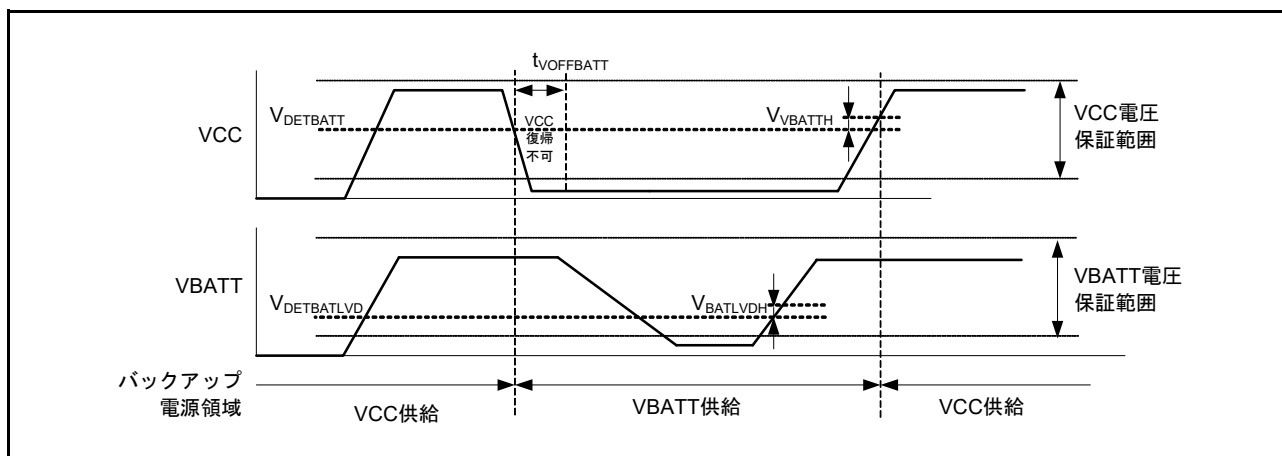 tVOFFBATT
VDETBATT
VCC
復帰
不可
VVBATTH
VCC電圧
保証範囲
VCC
VBATT
VDETBATLVD
VBATLVDH
VBATT電圧
保証範囲
バックアップ
電源領域
VCC供給
VBATT供給
VCC供給